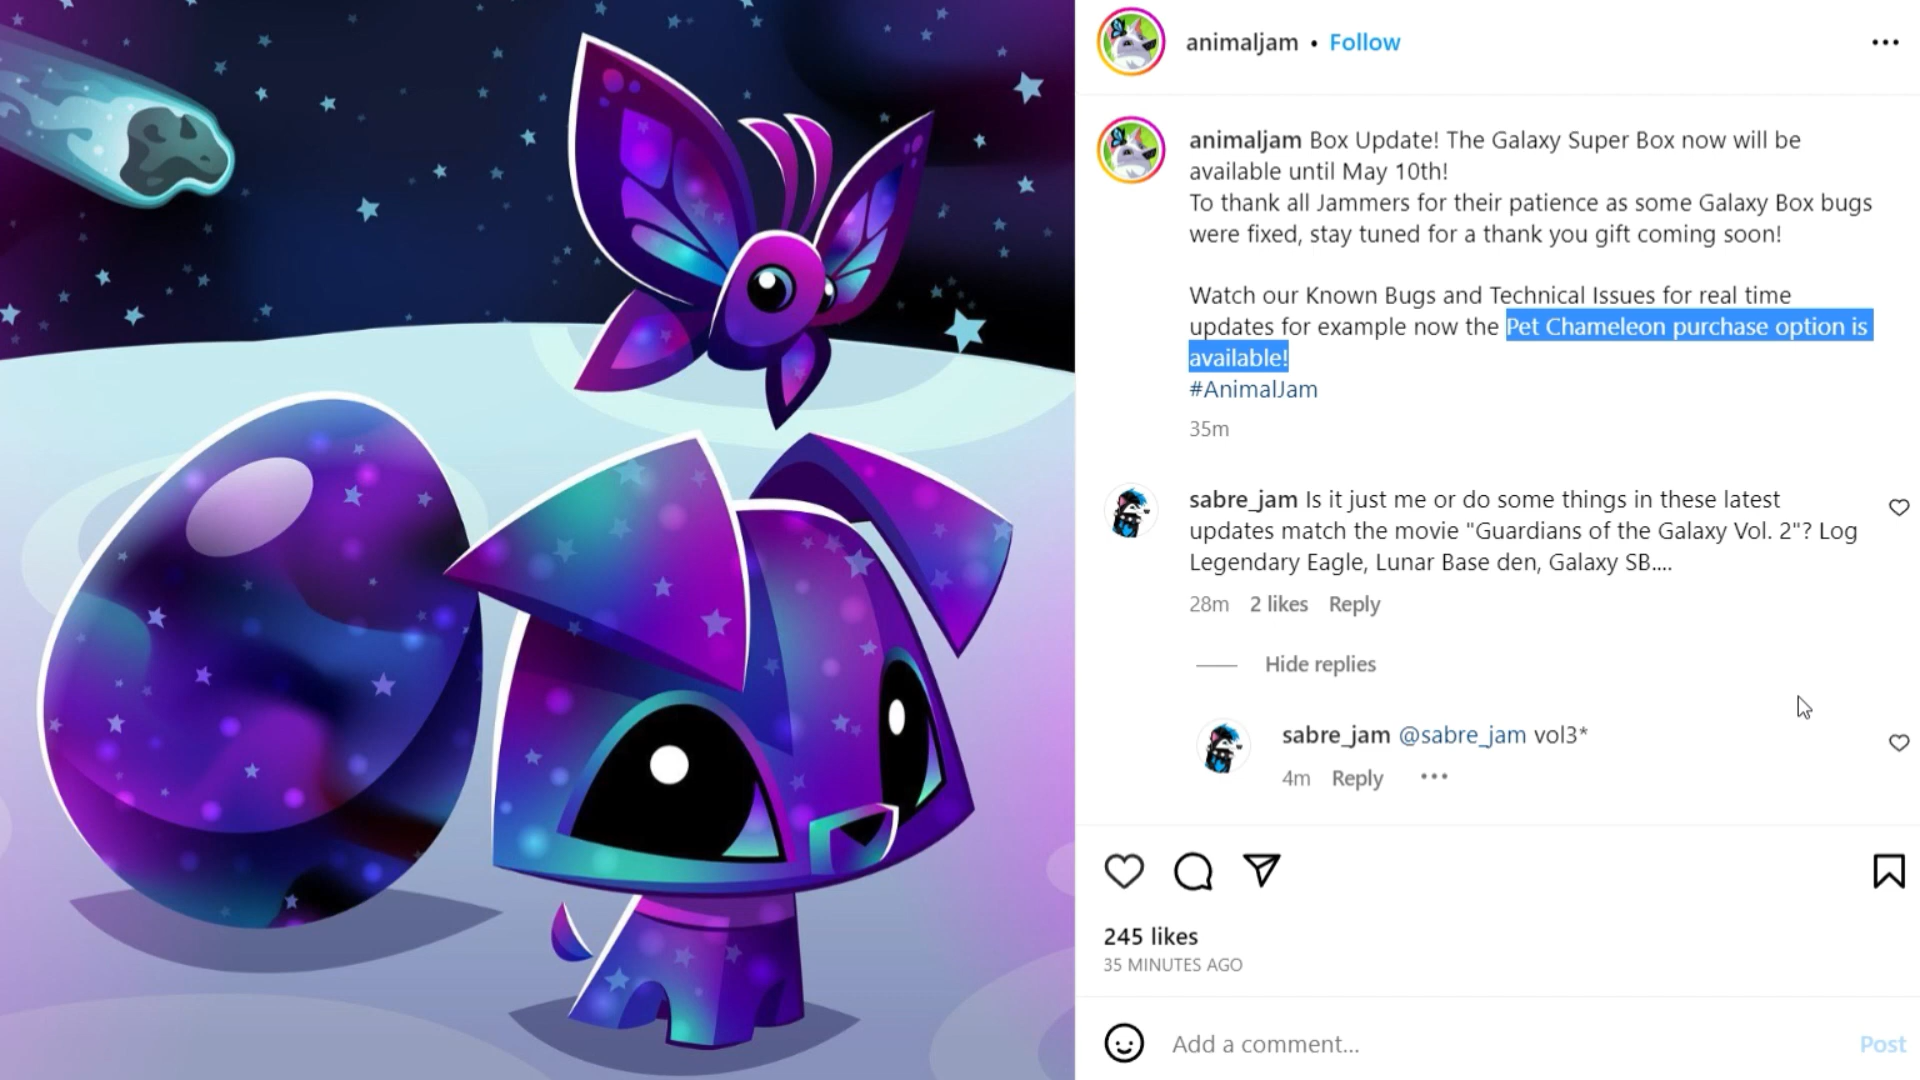 animaljam • Follow
animaljam Box Update! The Galaxy Super Box now will be
available until May 10th!
To thank all Jammers for their patience as some Galaxy Box bugs
were fixed, stay tuned for a thank you gift coming soon!
Watch our Known Bugs and Technical Issues for real time
updates for example now the Pet Chameleon purchase option is
available!
#AnimalJam
35m
sabre_jam Is it just me or do some things in these latest
updates match the movie "Guardians of the Galaxy Vol. 2"? Log
Legendary Eagle, Lunar Base den, Galaxy SB....
28m 2 likes Reply
Hide replies
sabre_jam @sabre_jam vol3*
4m Reply
245 likes
35 MINUTES AGO
Add a comment...
Post